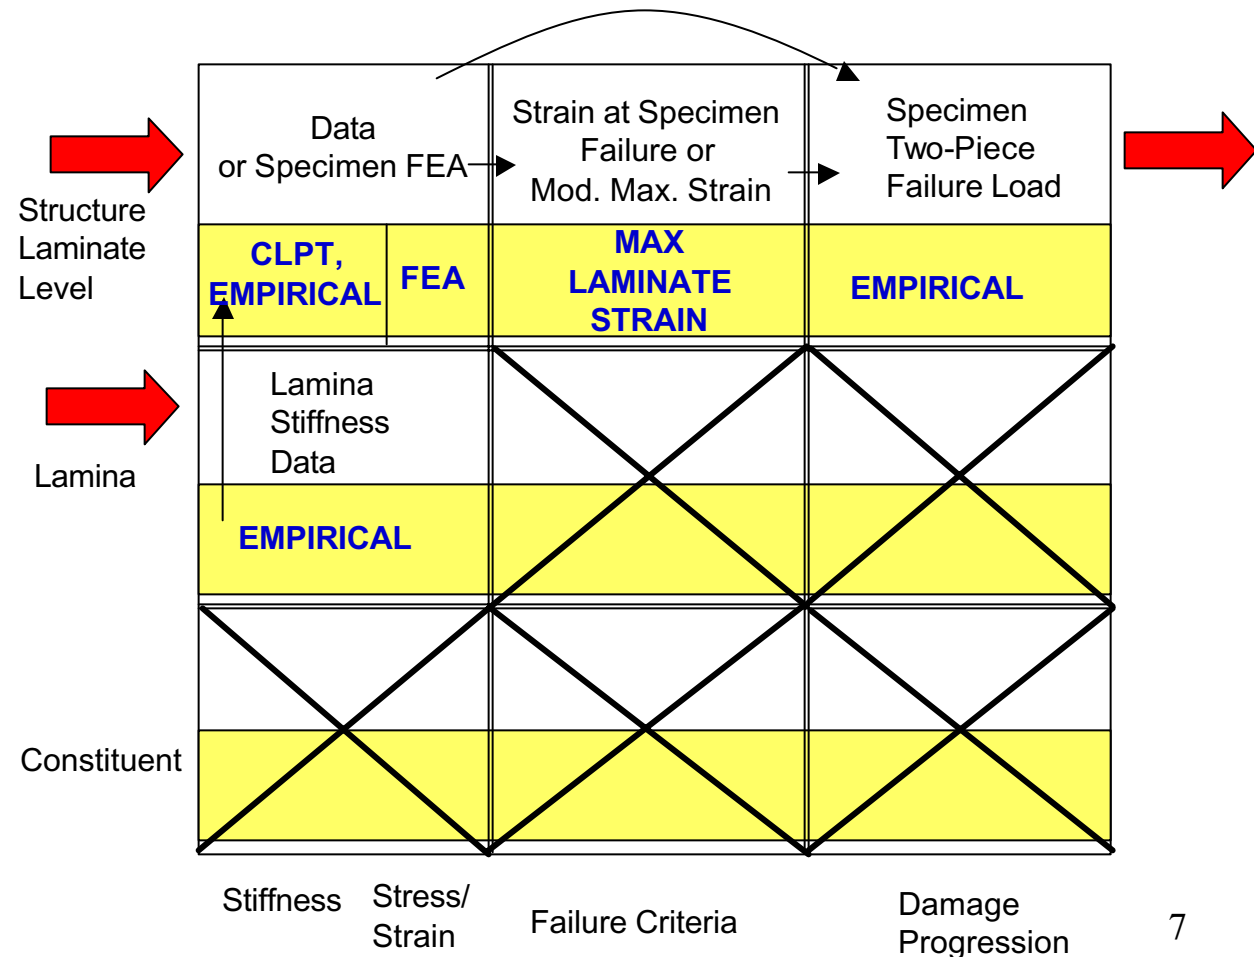 Data
or Specimen FEA
Strain at Specimen
Failure or
Mod. Max. Strain
Specimen
Two-Piece
Failure Load
Structure
Laminate
Level
CLPT,
EMPIRICAL
FEA
MAX
LAMINATE
STRAIN
EMPIRICAL
Lamina
Stiffness
Data
Lamina
EMPIRICAL
Constituent
Stiffness
Stress/
Strain
Failure Criteria
Damage
Progression
7